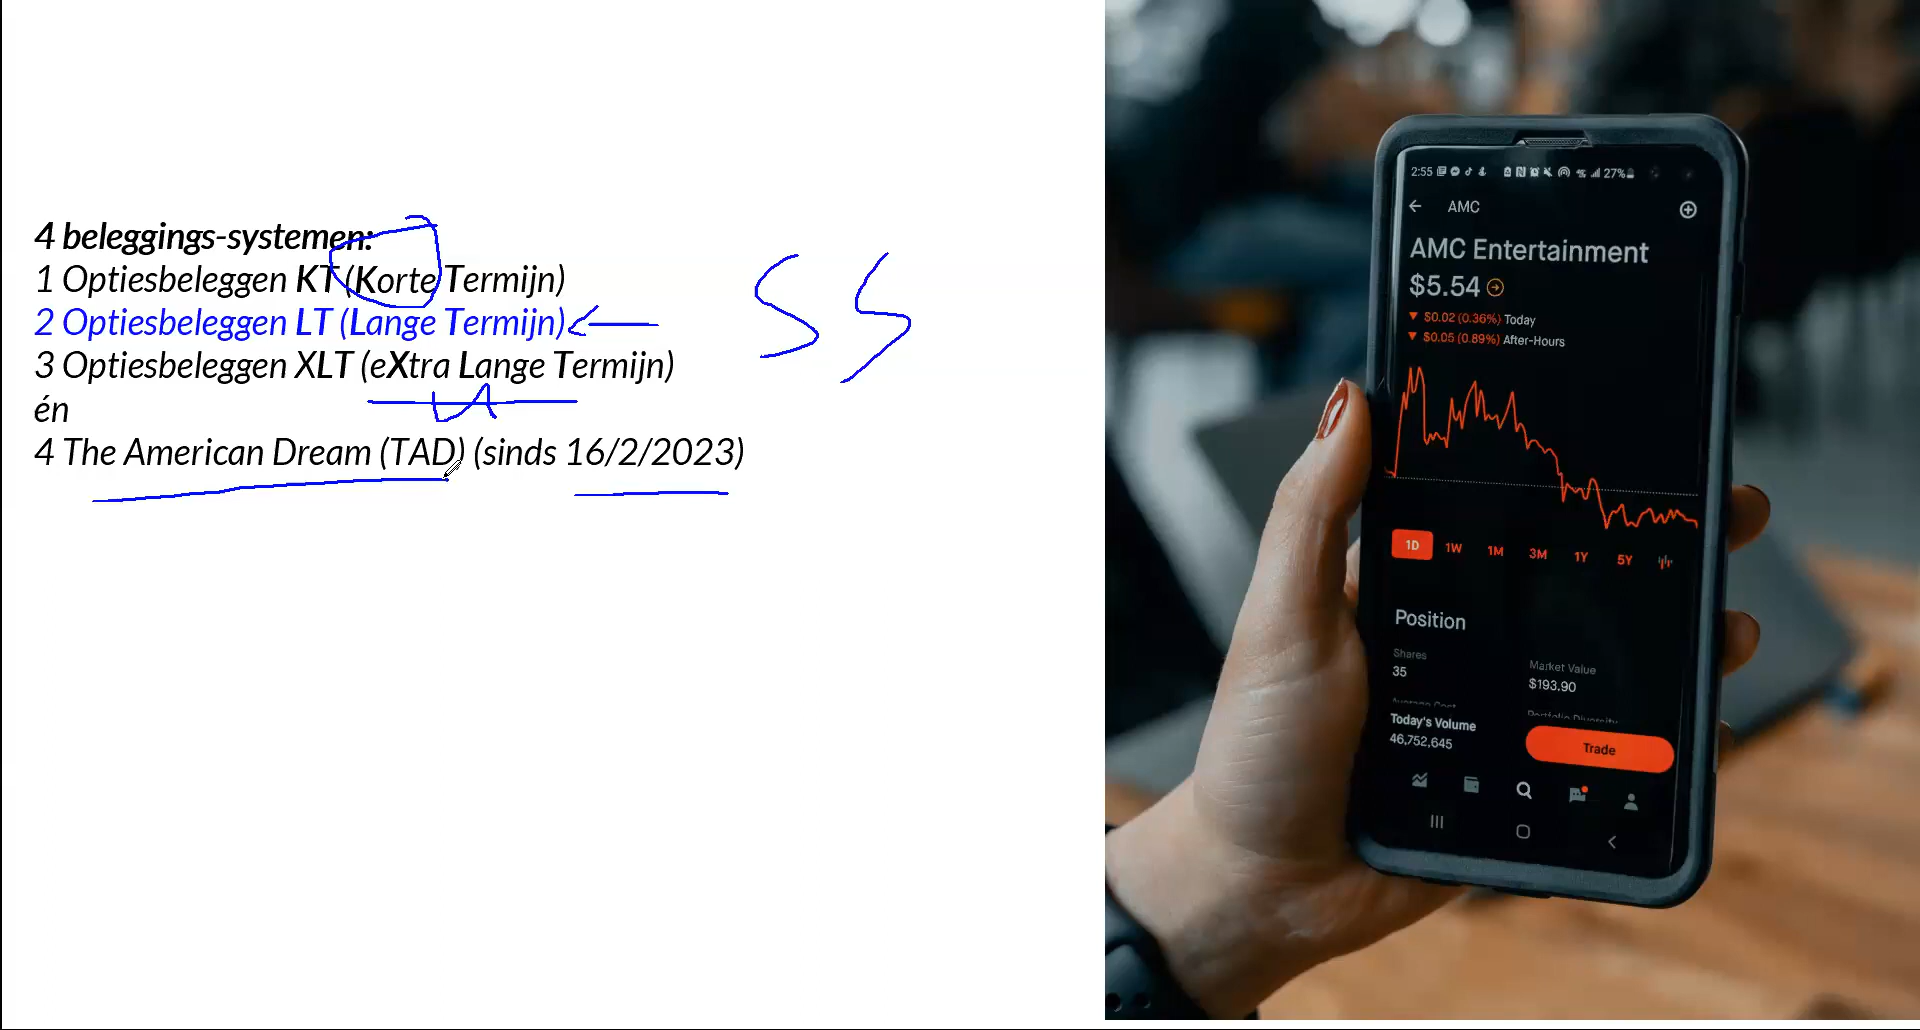 4 beleggings-systemen:
1 Optiesbeleggen KT (Korte Termijn)
2 Optiesbeleggen LT (Lange Termijn)
3 Optiesbeleggen XLT (eXtra Lange Termijn)
én
4 The American Dream (TAD) (sinds 16/2/2023)
SS
2:55 27%
AMC
AMC Entertainment
$5.54
$0.02 (0.36%) Today
$0.05 (0.89%) After-Hours
1D 1W 1M 3M 1Y 5Y
Position
Shares
35
Market Value
$193.90
Today's Volume
46,752,645
Trade